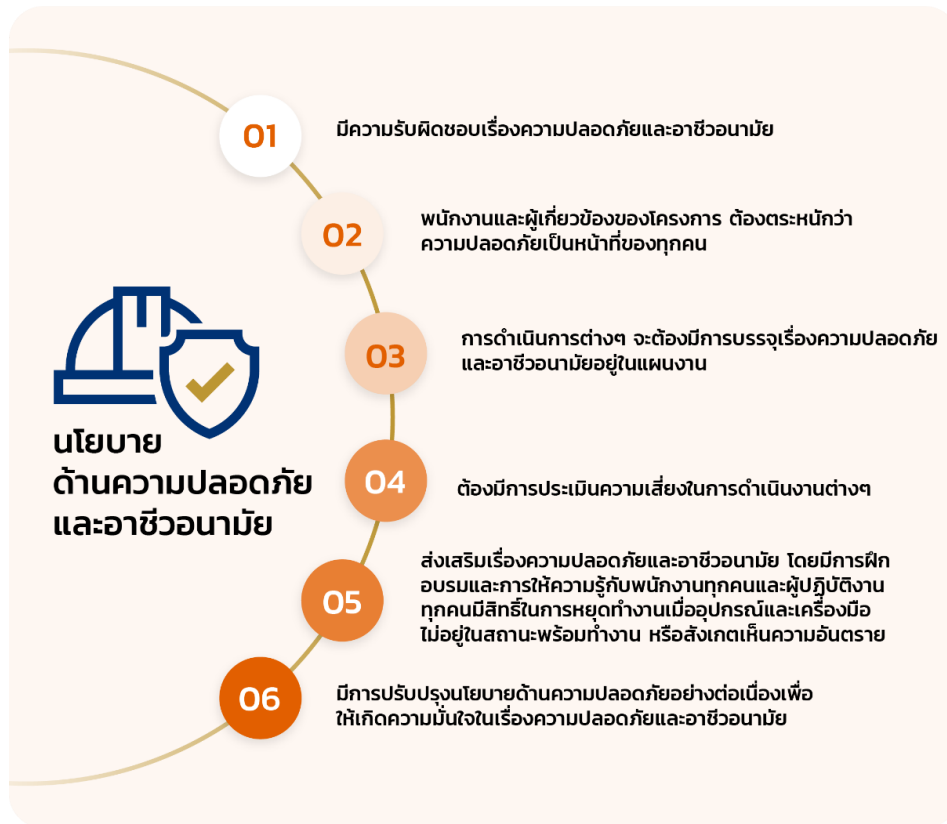 นโยบาย
ด้านความปลอดภัย
และอาชีวอนามัย
01
มีความรับผิดชอบเรื่องความปลอดภัยและอาชีวอนามัย
02
พนักงานและผู้เกี่ยวข้องของโครงการ ต้องตระหนักว่า
ความปลอดภัยเป็นหน้าที่ของทุกคน
03
การดำเนินการต่างๆ จะต้องมีการบรรจุเรื่องความปลอดภัย
และอาชีวอนามัยอยู่ในแผนงาน
04
ต้องมีการประเมินความเสี่ยงในการดำเนินงานต่างๆ
05
ส่งเสริมเรื่องความปลอดภัยและอาชีวอนามัย โดยมีการฝึก
อบรมและการให้ความรู้กับพนักงานทุกคนและผู้ปฏิบัติงาน
ทุกคนมีสิทธิ์ในการหยุดทำงานเมื่ออุปกรณ์และเครื่องมือ
ไม่อยู่ในสถานะพร้อมทำงาน หรือสังเกตเห็นความอันตราย
06
มีการปรับปรุงนโยบายด้านความปลอดภัยอย่างต่อเนื่องเพื่อ
ให้เกิดความมั่นใจในเรื่องความปลอดภัยและอาชีวอนามัย